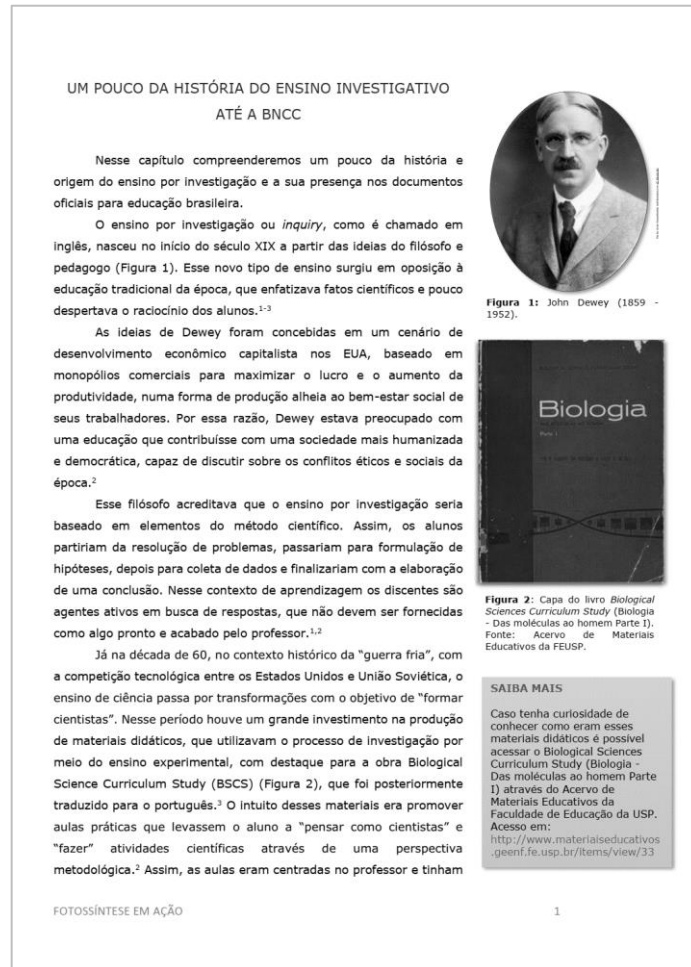 UM POUCO DA HISTÓRIA DO ENSINO INVESTIGATIVO
ATÉ A BNCC
Nesse capítulo compreenderemos um pouco da história e
origem do ensino por investigação e a sua presença nos documentos
oficiais para educação brasileira.
O ensino por investigação ou inquiry, como é chamado em
inglês, nasceu no início do século XIX a partir das ideias do filósofo e
pedagogo (Figura 1). Esse novo tipo de ensino surgiu em oposição à
educação tradicional da época, que enfatizava fatos científicos e pouco
despertava o raciocínio dos alunos.1-3
As ideias de Dewey foram concebidas em um cenário de
desenvolvimento econômico capitalista nos EUA, baseado em
monopólios comerciais para maximizar o lucro e o aumento da
produtividade, numa forma de produção alheia ao bem-estar social de
seus trabalhadores. Por essa razão, Dewey estava preocupado com
uma educação que contribuísse com uma sociedade mais humanizada
e democrática, capaz de discutir sobre os conflitos éticos e sociais da
época.2
Esse filósofo acreditava que o ensino por investigação seria
baseado em elementos do método científico. Assim, os alunos
partiriam da resolução de problemas, passariam para formulação de
hipóteses, depois para coleta de dados e finalizariam com a elaboração
de uma conclusão. Nesse contexto de aprendizagem os discentes são
agentes ativos em busca de respostas, que não devem ser fornecidas
como algo pronto e acabado pelo professor.1,2
Já na década de 60, no contexto histórico da “guerra fria”, com
a competição tecnológica entre os Estados Unidos e União Soviética, o
ensino de ciência passa por transformações com o objetivo de “formar
cientistas”. Nesse período houve um grande investimento na produção
de materiais didáticos, que utilizavam o processo de investigação por
meio do ensino experimental, com destaque para a obra Biological
Science Curriculum Study (BSCS) (Figura 2), que foi posteriormente
traduzido para o português.3 O intuito desses materiais era promover
aulas práticas que levassem o aluno a “pensar como cientistas” e
“fazer” atividades científicas através de uma perspectiva
metodológica.2 Assim, as aulas eram centradas no professor e tinham
Figura 1: John Dewey (1859 -
1952).
Biologia
Parte I
Figura 2: Capa do livro Biological
Sciences Curriculum Study (Biologia
- Das moléculas ao homem Parte I).
Fonte: Acervo de Materiais
Educativos da FEUSP.
SAIBA MAIS
Caso tenha curiosidade de
conhecer como eram esses
materiais didáticos é possível
acessar o Biological Sciences
Curriculum Study (Biologia -
Das moléculas ao homem Parte
I) através do Acervo de
Materiais Educativos da
Faculdade de Educação da USP.
Acesso em:
http://www.materiaiseducativos
.geenf.fe.usp.br/items/view/33
FOTOSSÍNTESE EM AÇÃO
1